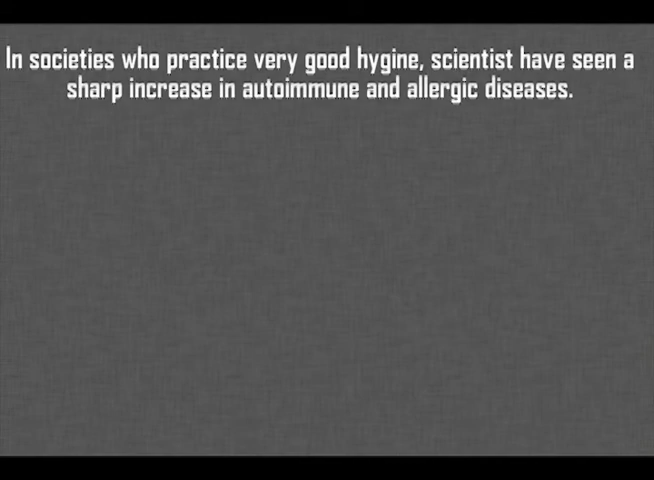 In societies who practice very good hygine, scientist have seen a
sharp increase in autoimmune and allergic diseases.